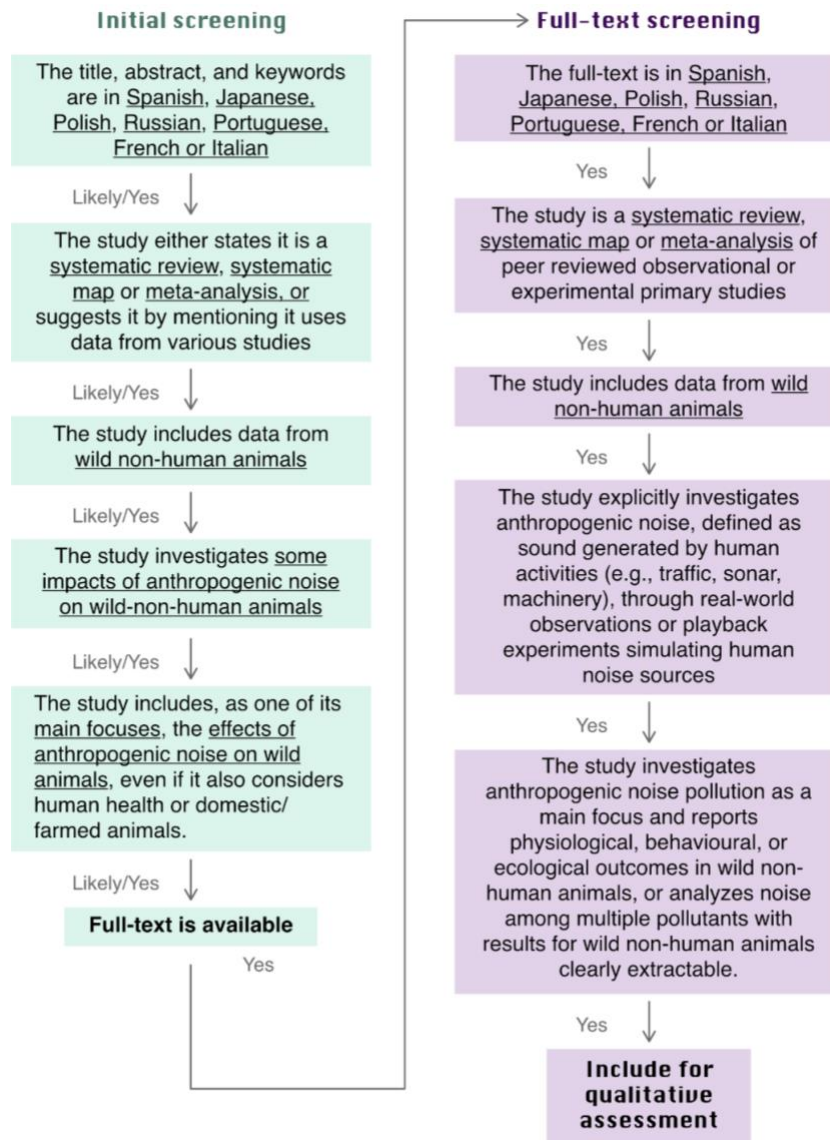 Initial screening
The title, abstract, and keywords
are in Spanish, Japanese,
Polish, Russian, Portuguese,
French or Italian
Likely/Yes
The study either states it is a
systematic review, systematic
map or meta-analysis, or
suggests it by mentioning it uses
data from various studies
Likely/Yes
The study includes data from
wild non-human animals
Likely/Yes
The study investigates some
impacts of anthropogenic noise
on wild-non-human animals
Likely/Yes
The study includes, as one of its
main focuses, the effects of
anthropogenic noise on wild
animals, even if it also considers
human health or domestic/
farmed animals.
Likely/Yes
Full-text is available
Yes
Full-text screening
The full-text is in Spanish,
Japanese, Polish, Russian,
Portuguese, French or Italian
Yes
The study is a systematic review,
systematic map or meta-analysis of
peer reviewed observational or
experimental primary studies
Yes
The study includes data from wild
non-human animals
Yes
The study explicitly investigates
anthropogenic noise, defined as
sound generated by human
activities (e.g., traffic, sonar,
machinery), through real-world
observations or playback
experiments simulating human
noise sources
Yes
The study investigates
anthropogenic noise pollution as a
main focus and reports
physiological, behavioural, or
ecological outcomes in wild non-
human animals, or analyzes noise
among multiple pollutants with
results for wild non-human animals
clearly extractable.
Yes
Include for
qualitative
assessment